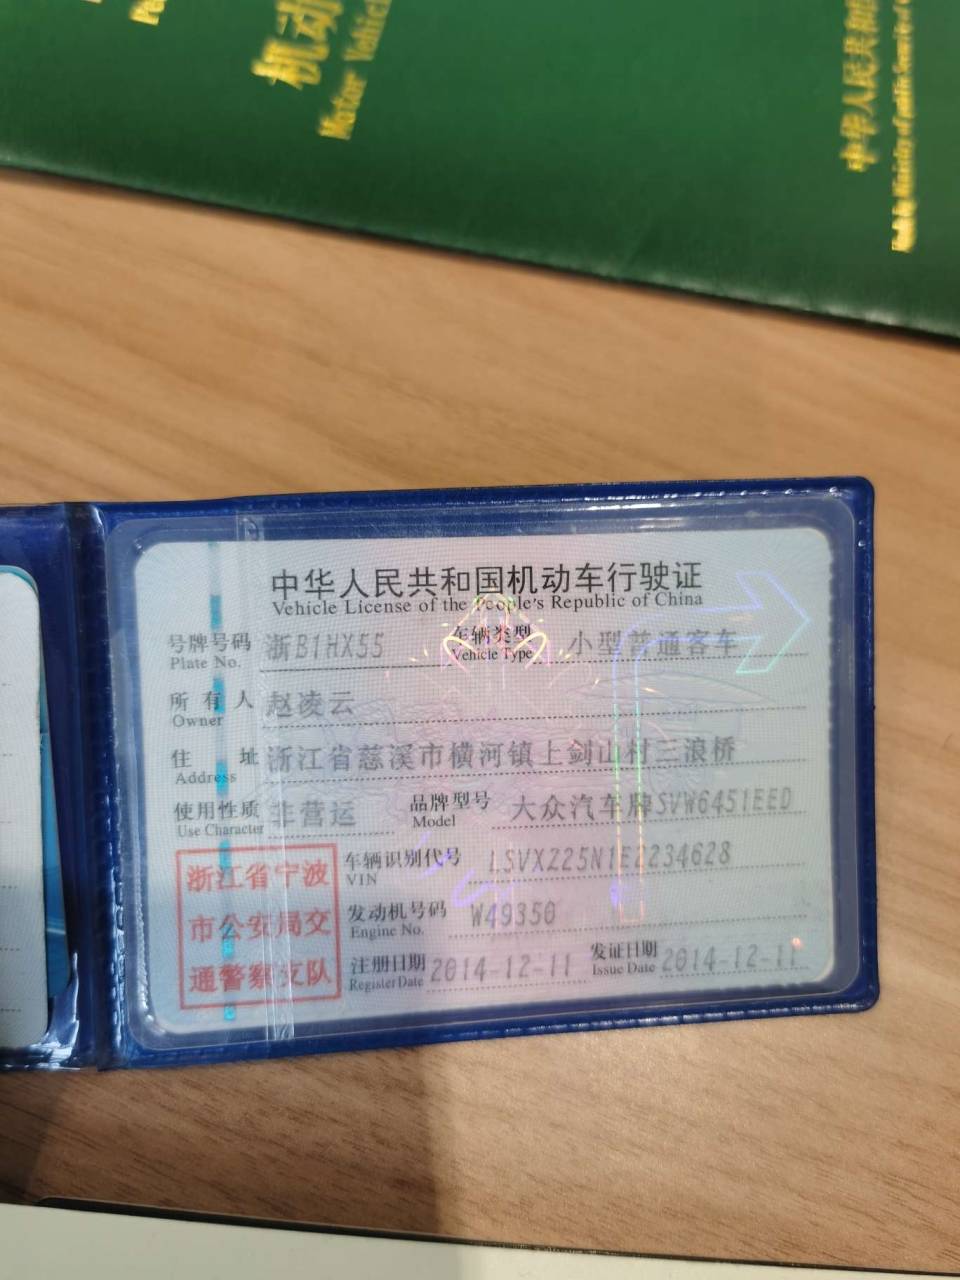 机动
Motor Vehicle
中华人民共和国
中华人民共和国机动车行驶证
Vehicle License of the People's Republic of China
号牌号码 浙B1HX55 车辆类型 小型普通客车
Plate No. Vehicle Type
所有人 赵凌云
Owner
住址 浙江省慈溪市横河镇上剑山村三浪桥
Address
使用性质 非营运 品牌型号 大众汽车牌SVW6451EED
Use Character Model
浙江省宁波
市公安局交
通警察支队
车辆识别代号 LSVXZ25N1E2234628
VIN
发动机号码 W49350
Engine No.
注册日期 2014-12-11 发证日期 2014-12-11
Register Date Issue Date